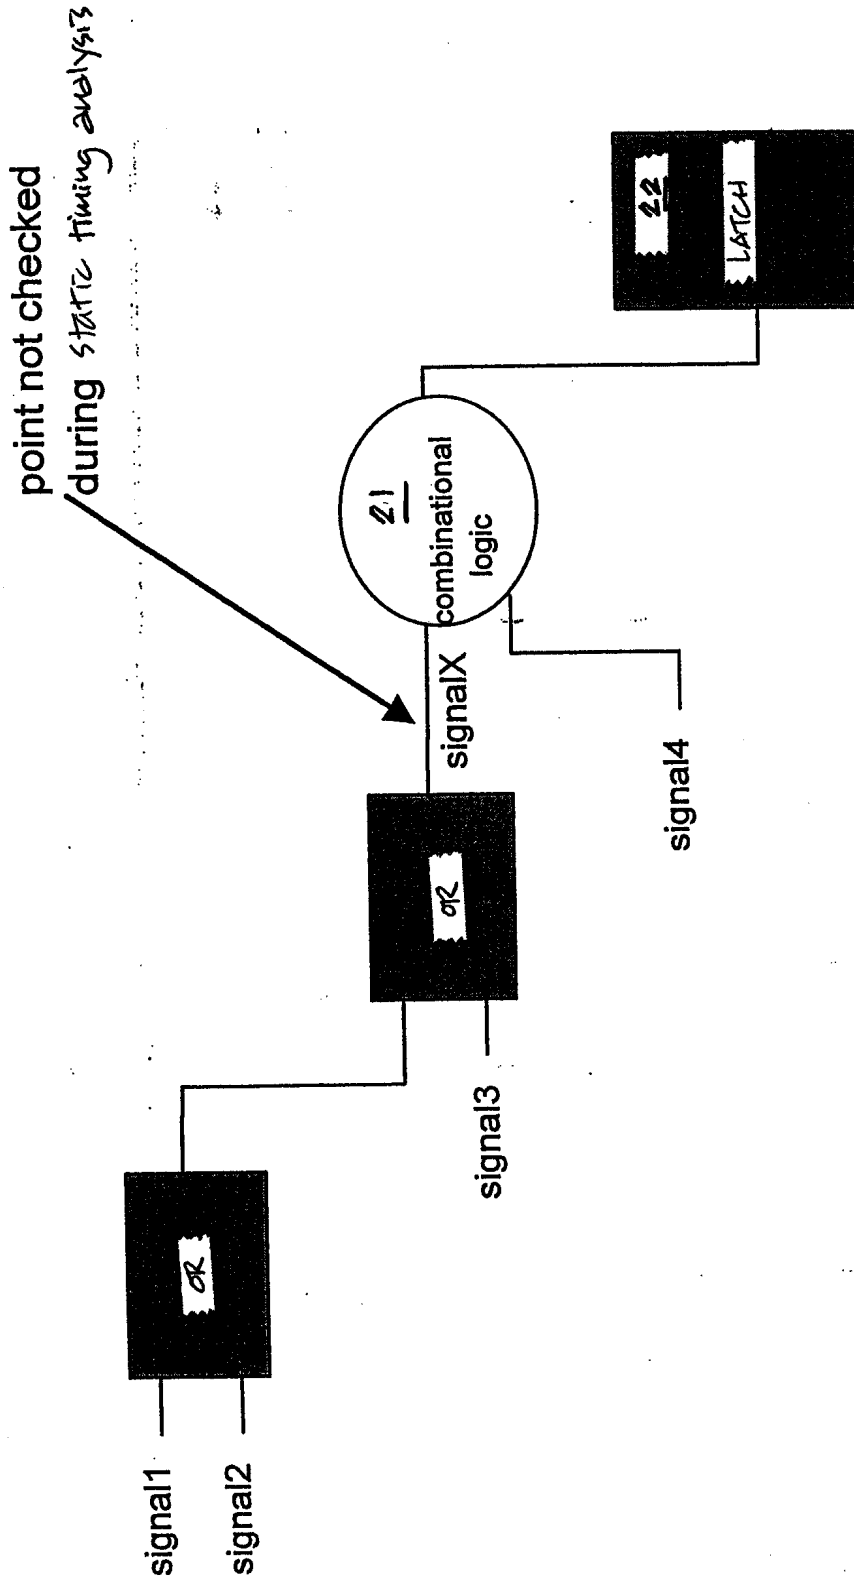 point not checked
during static timing analysis
signal1
signal2
OR
signal3
OR
signalX
signal4
21
combinational
logic
22
LATCH